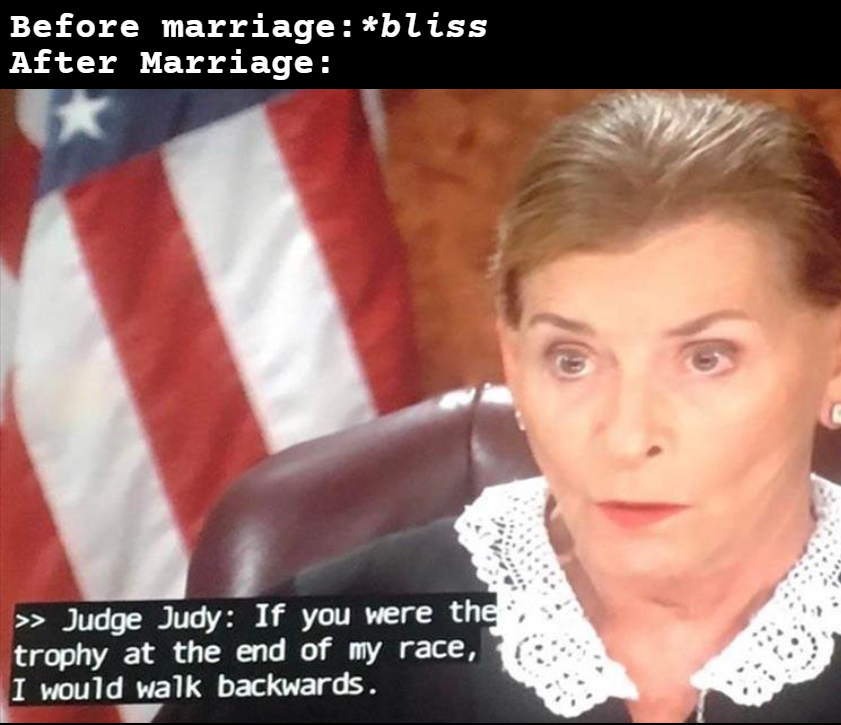 Before marriage:*bliss
After Marriage:
>> Judge Judy: If you were the
trophy at the end of my race,
I would walk backwards.